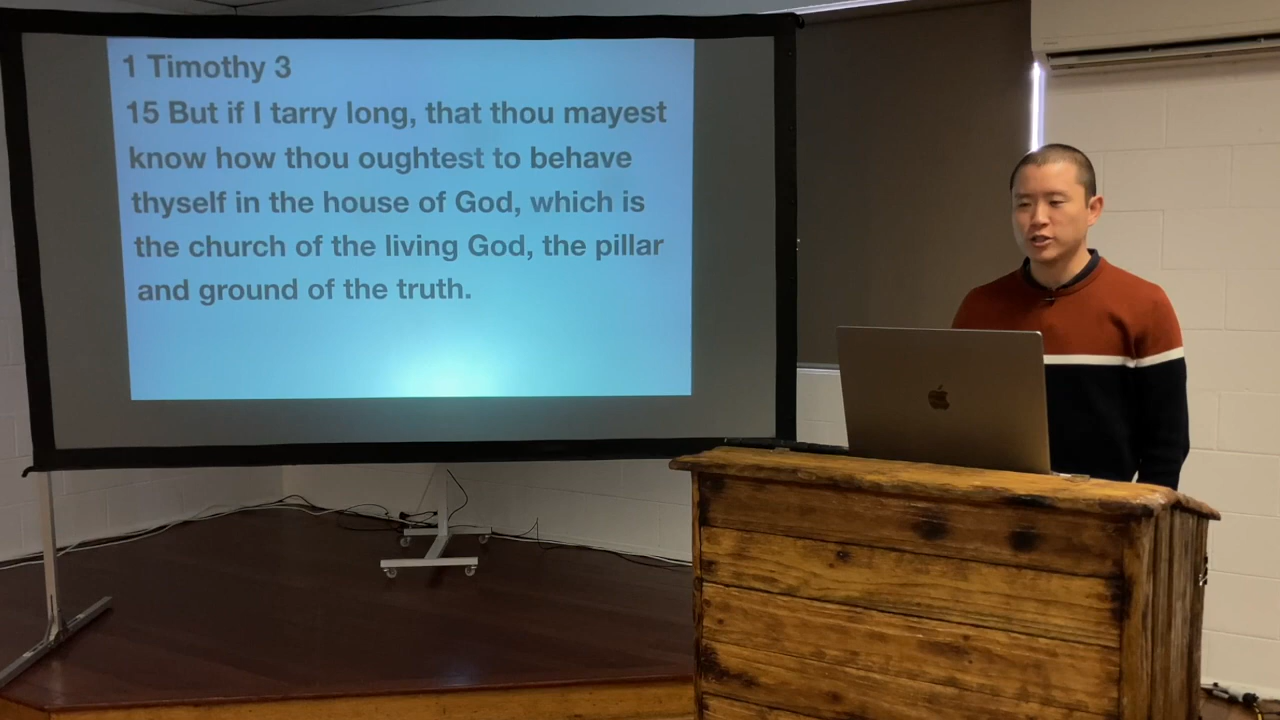 1 Timothy 3
15 But if I tarry long, that thou mayest
know how thou oughtest to behave
thyself in the house of God, which is
the church of the living God, the pillar
and ground of the truth.